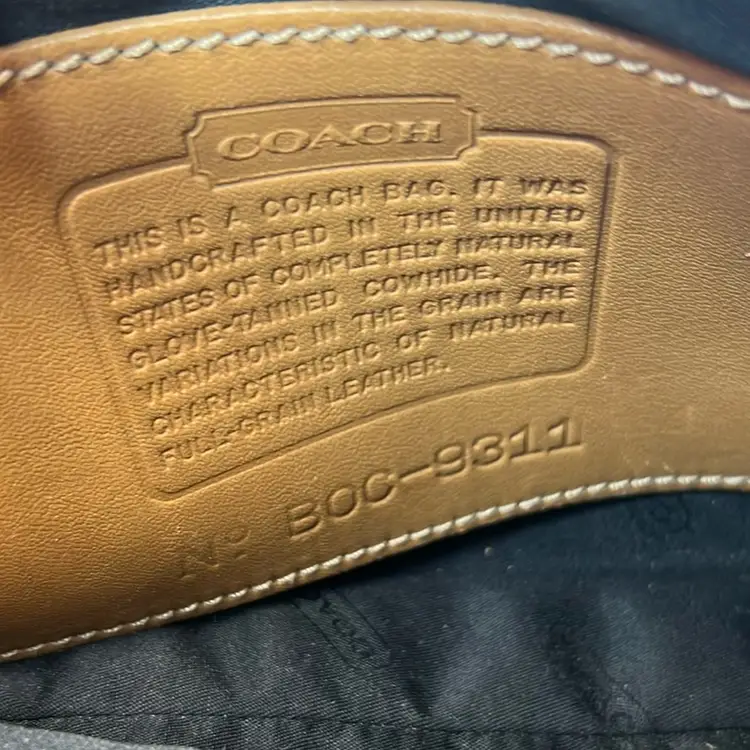 COACH
THIS IS A COACH BAG. IT WAS
HANDCRAFTED IN THE UNITED
STATES OF COMPLETELY NATURAL
GLOVE-TANNED COWHIDE. THE
VARIATIONS IN THE GRAIN ARE
CHARACTERISTIC OF NATURAL
FULL-GRAIN LEATHER.
No BOC-9311